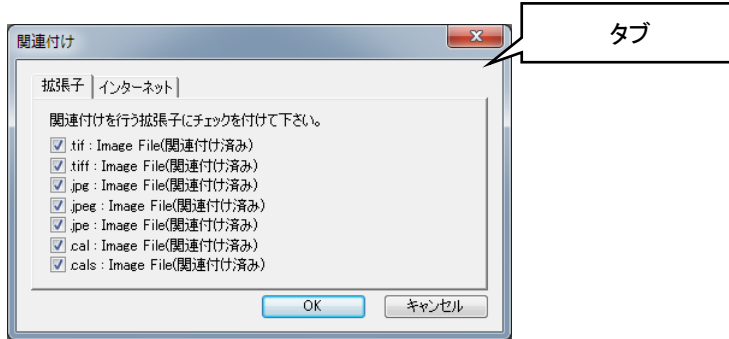 関連付け
タブ
拡張子 インターネット
関連付けを行う拡張子にチェックを付けて下さい。
.tif : Image File(関連付け済み)
.tiff : Image File(関連付け済み)
.jpg : Image File(関連付け済み)
.jpeg : Image File(関連付け済み)
.jpe : Image File(関連付け済み)
.cal : Image File(関連付け済み)
.cals : Image File(関連付け済み)
OK キャンセル